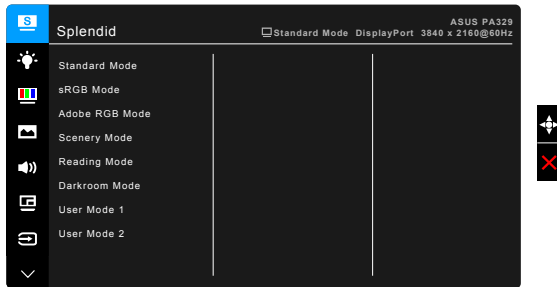 S
ASUS PA329
Splendid
Standard Mode DisplayPort 3840 x 2160@60Hz
Standard Mode
sRGB Mode
Adobe RGB Mode
Scenery Mode
Reading Mode
Darkroom Mode
User Mode 1
User Mode 2